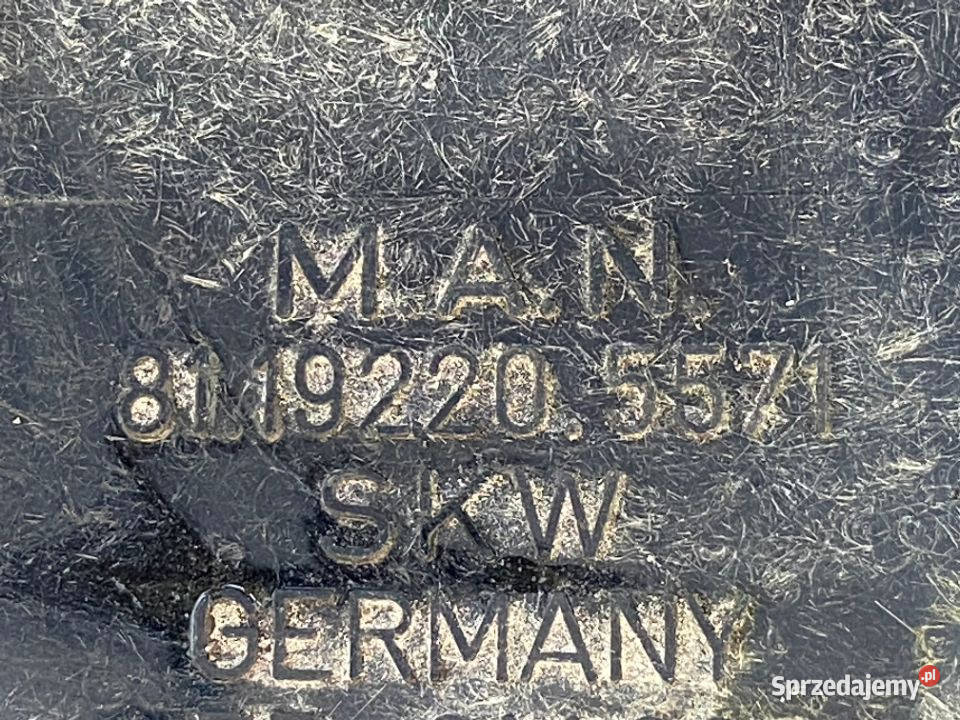 M.A.N.
81.19220.5571
SKW
GERMANY
Sprzedajemy.pl